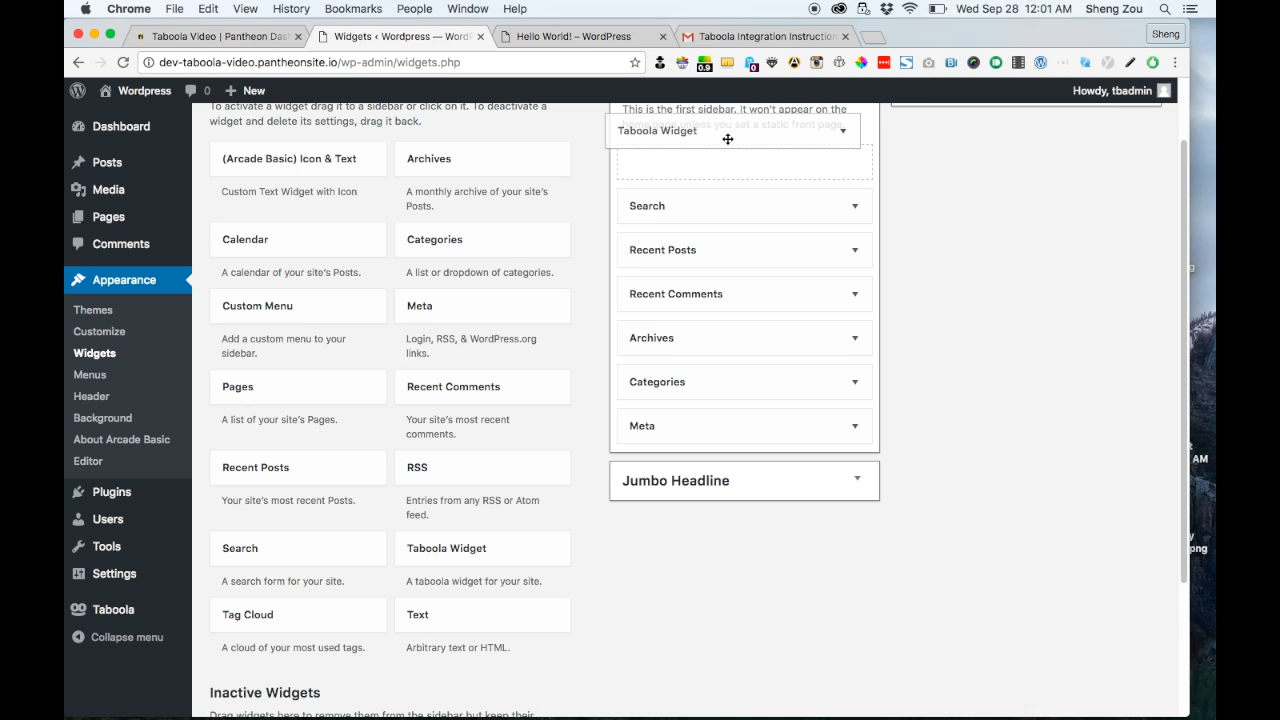 Chrome File Edit View History Bookmarks People Window Help Wed Sep 28 12:01 AM Sheng Zou
Taboola Video | Pantheon Das
Widgets ‹ Wordpress — WordP
Hello World! – WordPress
Taboola Integration Instruction
Sheng
dev-taboola-video.pantheonsite.io/wp-admin/widgets.php
0.9
0
Wordpress 0 New Howdy, tbadmin
Dashboard
Posts
Media
Pages
Comments
Appearance
Themes
Customize
Widgets
Menus
Header
Background
About Arcade Basic
Editor
Plugins
Users
Tools
Settings
Taboola
Collapse menu
To activate a widget drag it to a sidebar or click on it. To deactivate a
widget and delete its settings, drag it back.
(Arcade Basic) Icon & Text
Custom Text Widget with Icon
Archives
A monthly archive of your site's
Posts.
Calendar
A calendar of your site's Posts.
Categories
A list or dropdown of categories.
Custom Menu
Add a custom menu to your
sidebar.
Meta
Login, RSS, & WordPress.org
links.
Pages
A list of your site's Pages.
Recent Comments
Your site's most recent
comments.
Recent Posts
Your site's most recent Posts.
RSS
Entries from any RSS or Atom
feed.
Search
A search form for your site.
Taboola Widget
A taboola widget for your site.
Tag Cloud
A cloud of your most used tags.
Text
Arbitrary text or HTML.
Inactive Widgets
Drag widgets here to remove them from the sidebar but keep their
This is the first sidebar. It won't appear on the
home page unless you set a static front page.
Taboola Widget
Search
Recent Posts
Recent Comments
Archives
Categories
Meta
Jumbo Headline
AM
png